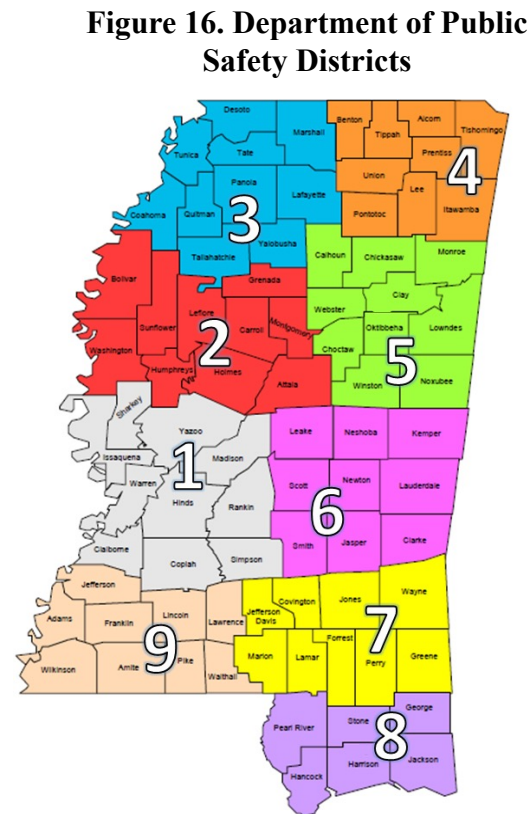 Figure 16. Department of Public
Safety Districts
Desoto
Marshall
Benton
Tippah
Alcorn
Tishomingo
Tunica
Tate
Prentiss
4
Panola
Lafayette
Union
Lee
Itawamba
Coahoma
Quitman
3
Pontotoc
Tallahatchie
Yalobusha
Calhoun
Chickasaw
Monroe
Bolivar
Grenada
Clay
Sunflower
Leflore
Carroll
Montgomery
Webster
Oktibbeha
Lowndes
Washington
2
Choctaw
5
Humphreys
Holmes
Attala
Winston
Noxubee
Sharkey
Yazoo
Leake
Neshoba
Kemper
Issaquena
1
Madison
Warren
Scott
Newton
Lauderdale
Hinds
Rankin
6
Claiborne
Copiah
Simpson
Smith
Jasper
Clarke
Jefferson
Adams
Franklin
Lincoln
Lawrence
Jefferson
Davis
Covington
Jones
Wayne
7
Wilkinson
Amite
9
Pike
Walthall
Marion
Lamar
Forrest
Perry
Greene
Pearl River
Stone
George
8
Hancock
Harrison
Jackson